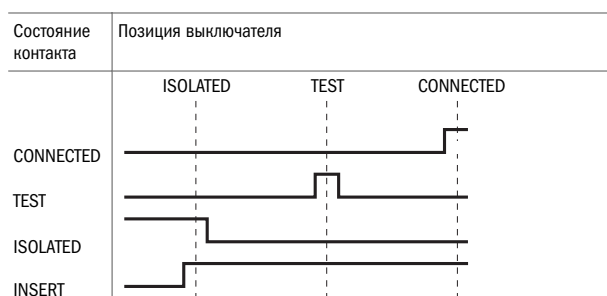 Состояние
контакта
Позиция выключателя
ISOLATED TEST CONNECTED
CONNECTED
TEST
ISOLATED
INSERT